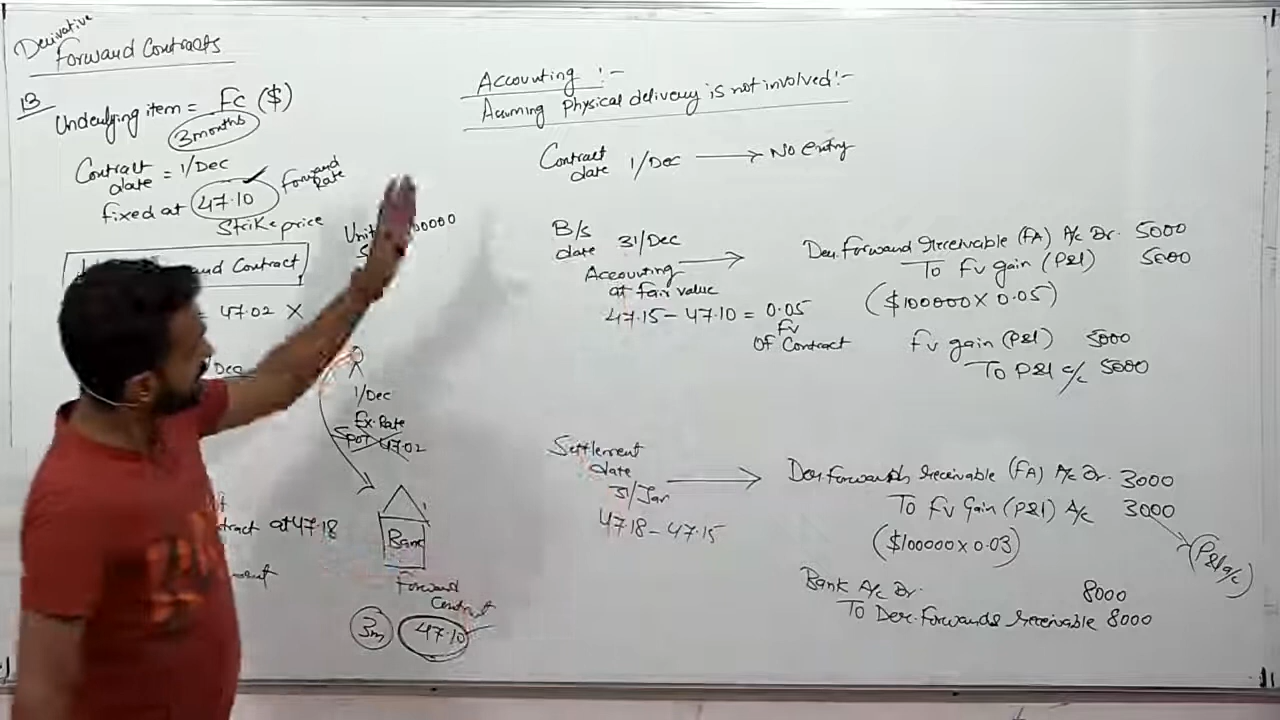 Derivative
Forward Contracts
13
Underlying item = FC ($)
3 months
Contract date = 1/Dec
fixed at 47.10 Forward Rate
Strike price
Contract
= 47.02 X
1/Dec
Ex. Rate
Spot 47.02
Bank
Forward Contract
3m 47.10
at 47.18
Accounting :-
Assuming Physical delivery is not involved:-
Contract date 1/Dec → No entry
B/s date 31/Dec
Accounting at fair value
47.15 - 47.10 = 0.05
FV of Contract
Der. Forward receivable (FA) A/c Dr. 5000
To FV gain (P&l) 5000
($100000 X 0.05)
FV gain (P&l) 5000
To P&l a/c 5000
Settlement date 31/Jan
47.18 - 47.15
Der. Forwards receivable (FA) A/c Dr. 3000
To FV Gain (P&l) A/c 3000
($100000 x 0.03)
(P&l a/c)
Bank A/c Dr. 8000
To Der. Forwards receivable 8000